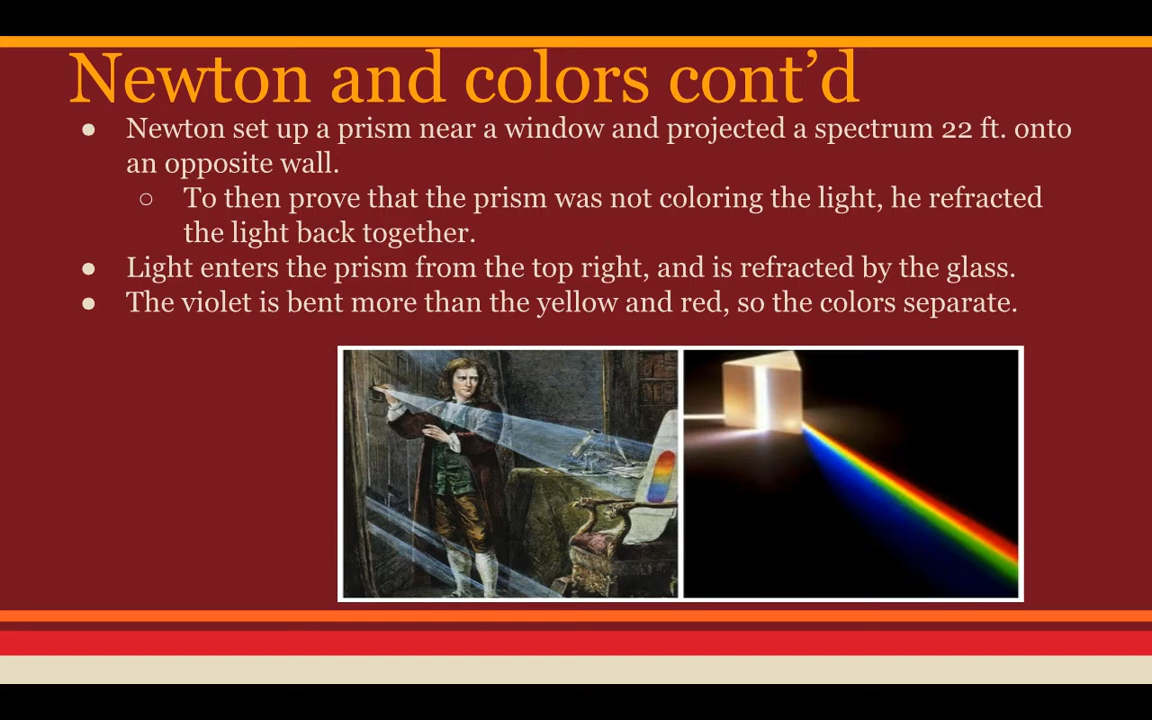 Newton and colors cont’d
● Newton set up a prism near a window and projected a spectrum 22 ft. onto
an opposite wall.
○ To then prove that the prism was not coloring the light, he refracted
the light back together.
● Light enters the prism from the top right, and is refracted by the glass.
● The violet is bent more than the yellow and red, so the colors separate.